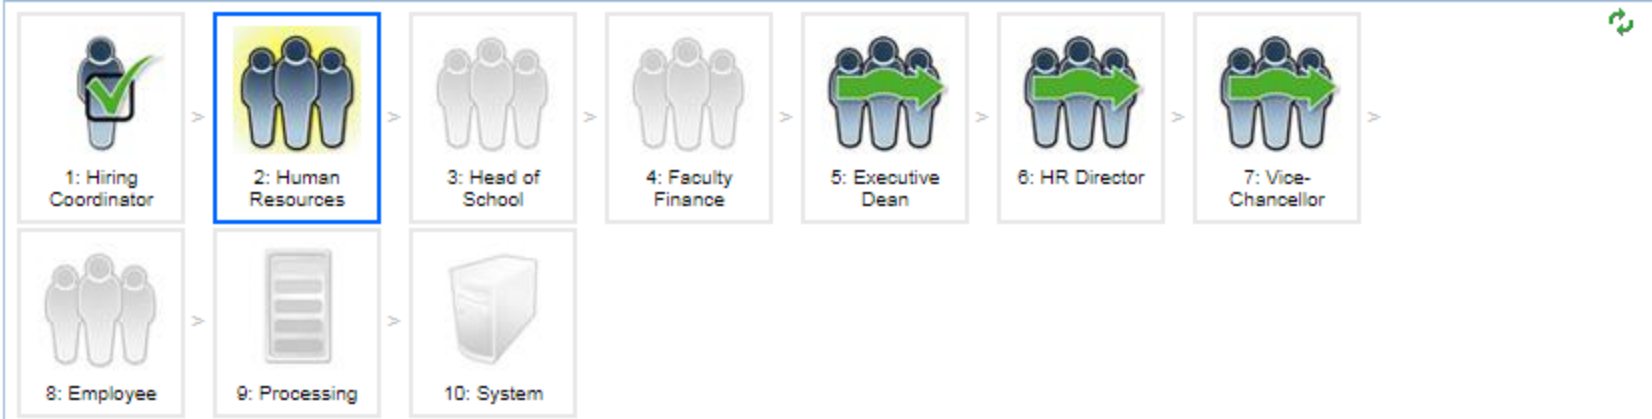 1: Hiring
Coordinator
>
2: Human
Resources
>
3: Head of
School
>
4: Faculty
Finance
>
5: Executive
Dean
>
6: HR Director
>
7: Vice-
Chancellor
>
8: Employee
>
9: Processing
>
10: System